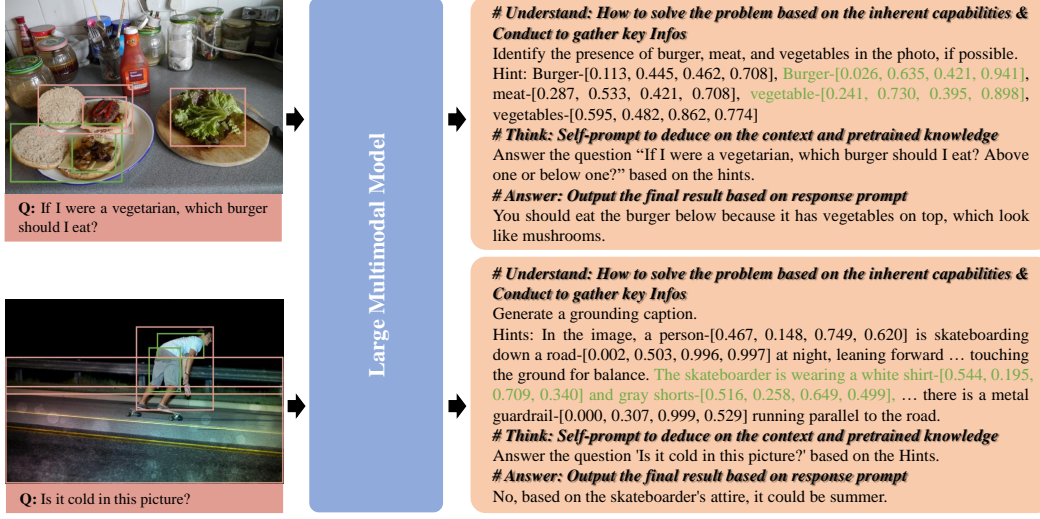 Q: If I were a vegetarian, which burger
should I eat?
Q: Is it cold in this picture?
Large Multimodal Model
# Understand: How to solve the problem based on the inherent capabilities &
Conduct to gather key Infos
Identify the presence of burger, meat, and vegetables in the photo, if possible.
Hint: Burger-[0.113, 0.445, 0.462, 0.708], Burger-[0.026, 0.635, 0.421, 0.941],
meat-[0.287, 0.533, 0.421, 0.708], vegetable-[0.241, 0.730, 0.395, 0.898],
vegetables-[0.595, 0.482, 0.862, 0.774]
# Think: Self-prompt to deduce on the context and pretrained knowledge
Answer the question “If I were a vegetarian, which burger should I eat? Above
one or below one?” based on the hints.
# Answer: Output the final result based on response prompt
You should eat the burger below because it has vegetables on top, which look
like mushrooms.
# Understand: How to solve the problem based on the inherent capabilities &
Conduct to gather key Infos
Generate a grounding caption.
Hints: In the image, a person-[0.467, 0.148, 0.749, 0.620] is skateboarding
down a road-[0.002, 0.503, 0.996, 0.997] at night, leaning forward … touching
the ground for balance. The skateboarder is wearing a white shirt-[0.544, 0.195,
0.709, 0.340] and gray shorts-[0.516, 0.258, 0.649, 0.499], … there is a metal
guardrail-[0.000, 0.307, 0.999, 0.529] running parallel to the road.
# Think: Self-prompt to deduce on the context and pretrained knowledge
Answer the question 'Is it cold in this picture?' based on the Hints.
# Answer: Output the final result based on response prompt
No, based on the skateboarder's attire, it could be summer.